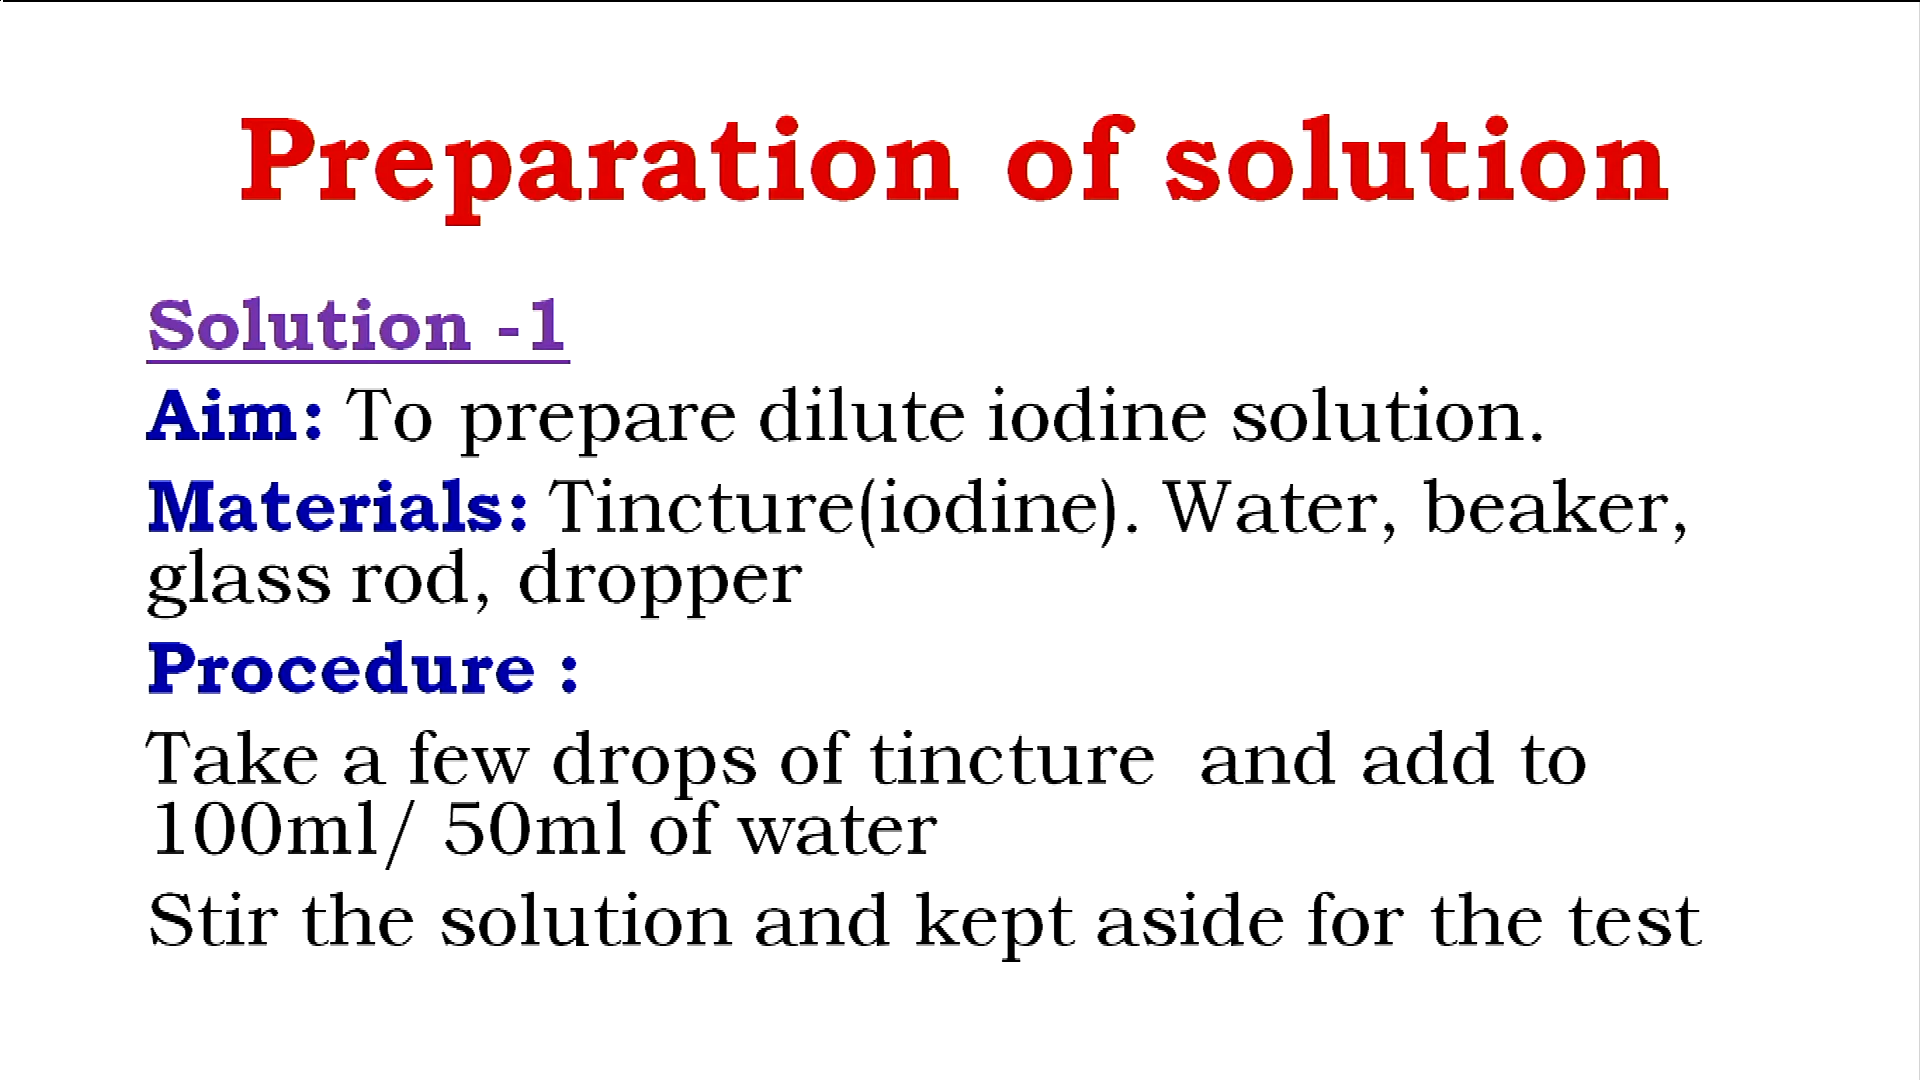 Preparation of solution
Solution -1
Aim: To prepare dilute iodine solution.
Materials: Tincture(iodine). Water, beaker,
glass rod, dropper
Procedure :
Take a few drops of tincture  and add to
100ml/ 50ml of water
Stir the solution and kept aside for the test